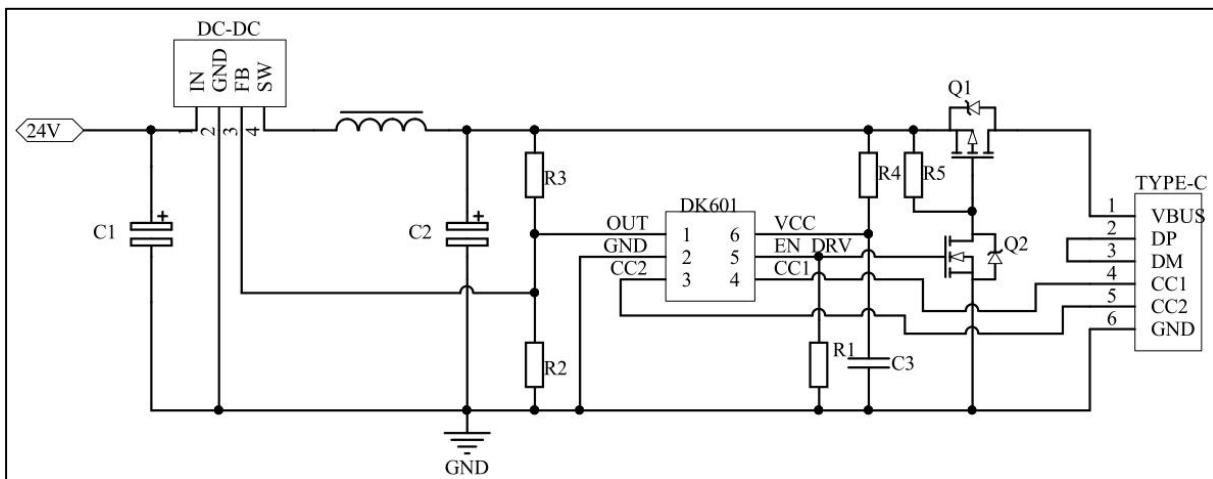 DC-DC
IN
GND
FB
SW
1
2
3
4
24V
C1
C2
R3
R2
GND
DK601
OUT
GND
CC2
1
2
3
6
5
4
VCC
EN_DRV
CC1
R4
R5
R1
C3
Q1
Q2
TYPE-C
1 VBUS
2 DP
3 DM
4 CC1
5 CC2
6 GND